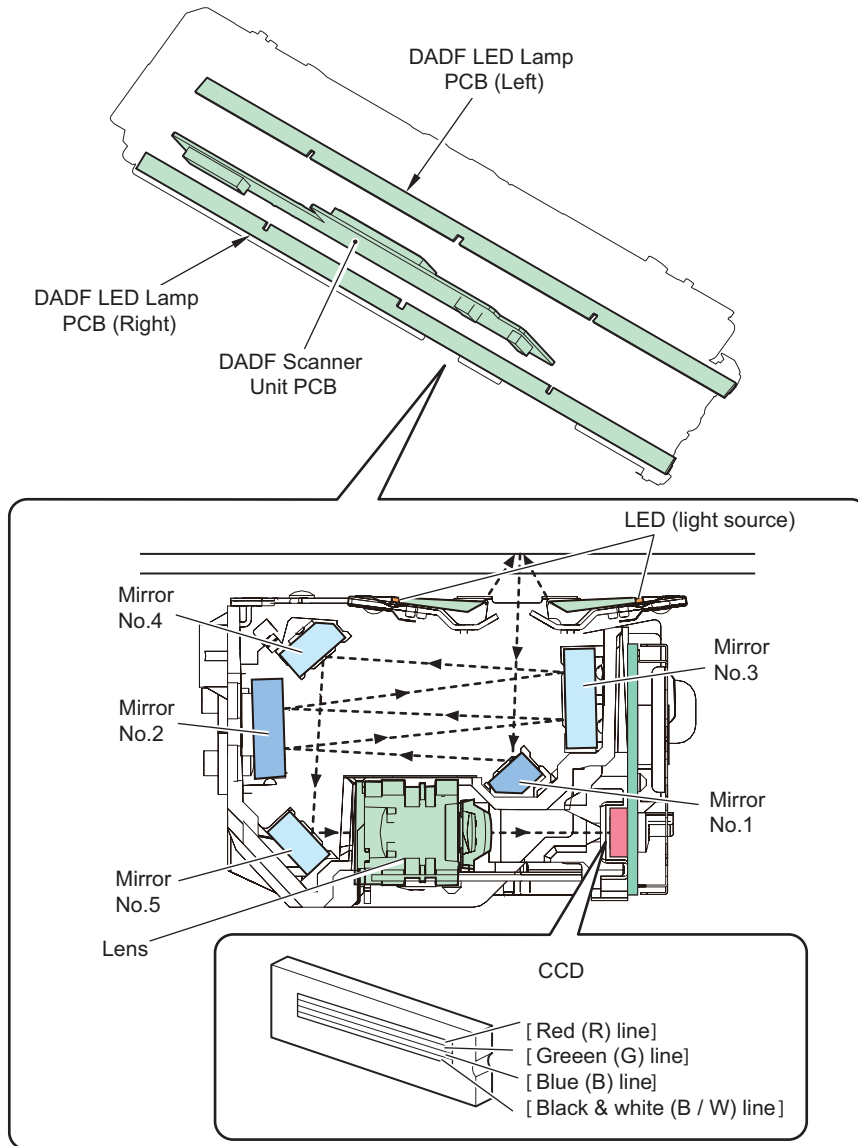 DADF LED Lamp
PCB (Left)
DADF LED Lamp
PCB (Right)
DADF Scanner
Unit PCB
LED (light source)
Mirror
No.4
Mirror
No.3
Mirror
No.2
Mirror
No.1
Mirror
No.5
Lens
CCD
[Red (R) line]
[Greeen (G) line]
[Blue (B) line]
[Black & white (B / W) line]